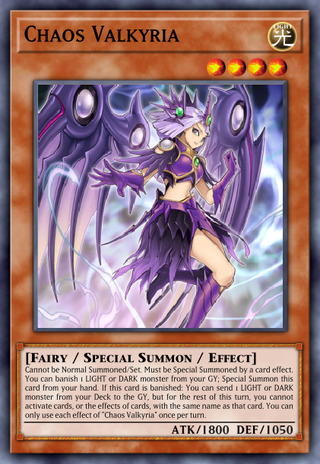 Chaos Valkyria
LIGHT
光
[Fairy / Special Summon / Effect]
Cannot be Normal Summoned/Set. Must be Special Summoned by a card effect.
You can banish 1 LIGHT or DARK monster from your GY; Special Summon this
card from your hand. If this card is banished: You can send 1 LIGHT or DARK
monster from your Deck to the GY, but for the rest of this turn, you cannot
activate cards, or the effects of cards, with the same name as that card. You can
only use each effect of "Chaos Valkyria" once per turn.
ATK/1800 DEF/1050